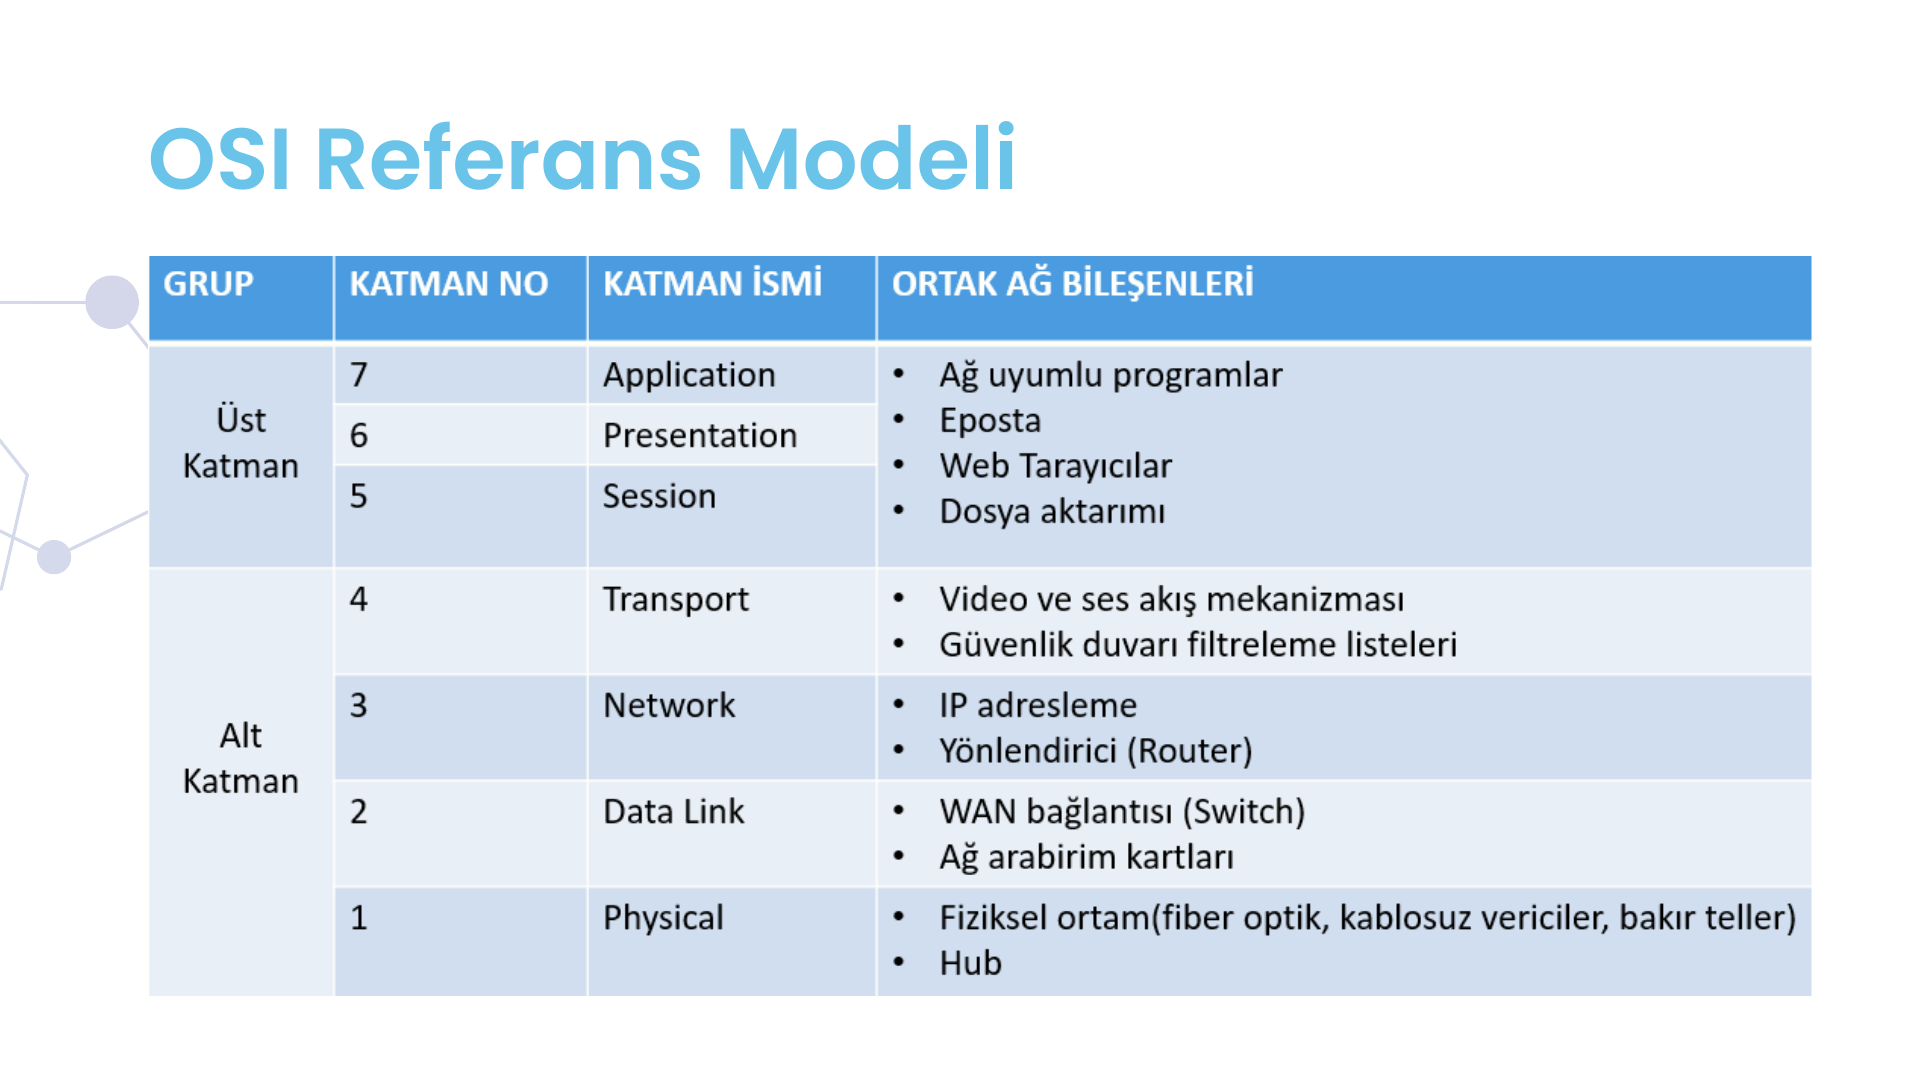 OSI Referans Modeli
GRUP KATMAN NO KATMAN İSMİ ORTAK AĞ BİLEŞENLERİ
Üst
Katman
7 Application
6 Presentation
5 Session
• Ağ uyumlu programlar
• Eposta
• Web Tarayıcılar
• Dosya aktarımı
Alt
Katman
4 Transport
• Video ve ses akış mekanizması
• Güvenlik duvarı filtreleme listeleri
3 Network
• IP adresleme
• Yönlendirici (Router)
2 Data Link
• WAN bağlantısı (Switch)
• Ağ arabirim kartları
1 Physical
• Fiziksel ortam(fiber optik, kablosuz vericiler, bakır teller)
• Hub